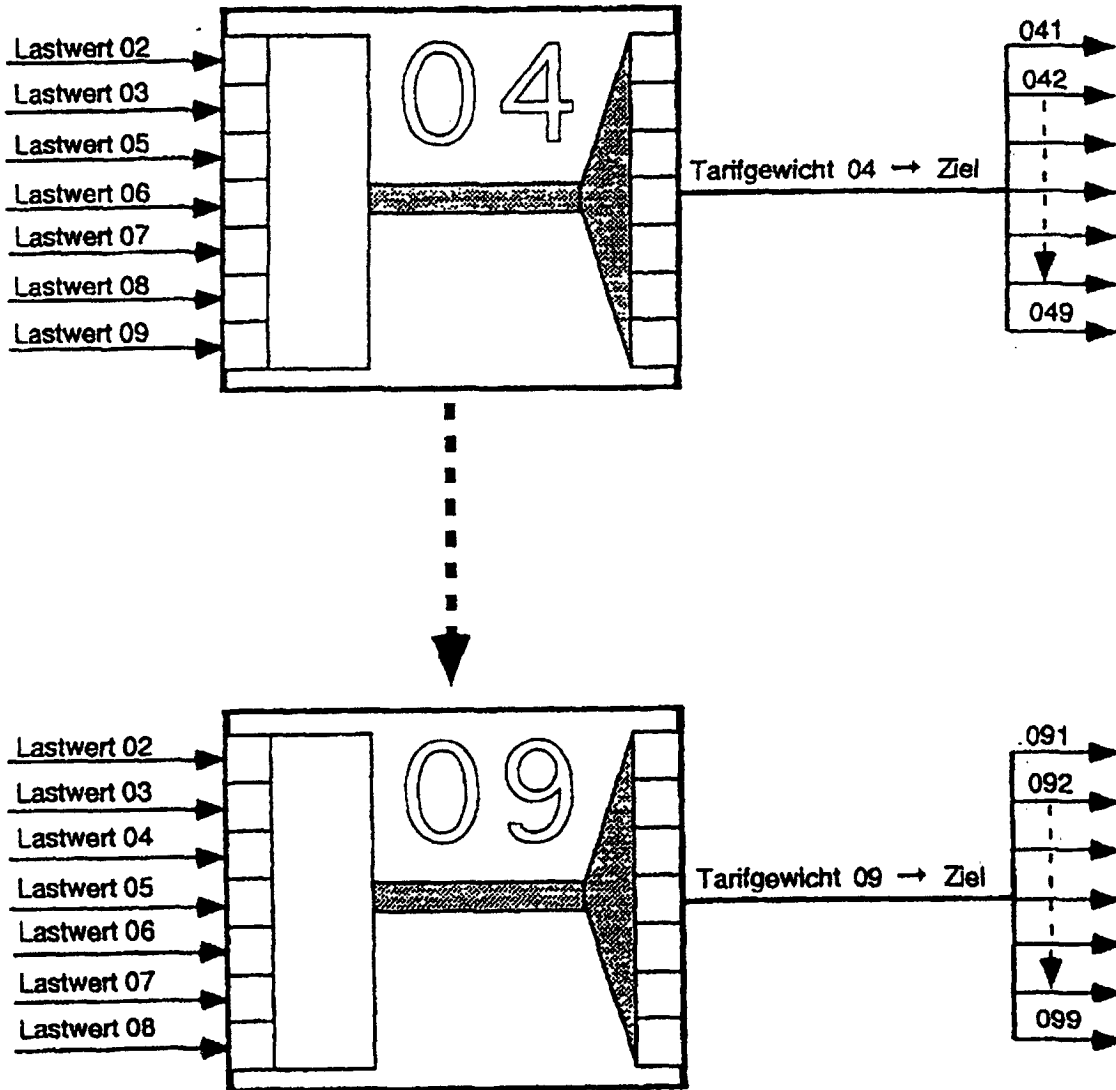 Lastwert 02
Lastwert 03
Lastwert 05
Lastwert 06
Lastwert 07
Lastwert 08
Lastwert 09
04
Tarifgewicht 04 → Ziel
041
042
049
Lastwert 02
Lastwert 03
Lastwert 04
Lastwert 05
Lastwert 06
Lastwert 07
Lastwert 08
09
Tarifgewicht 09 → Ziel
091
092
099